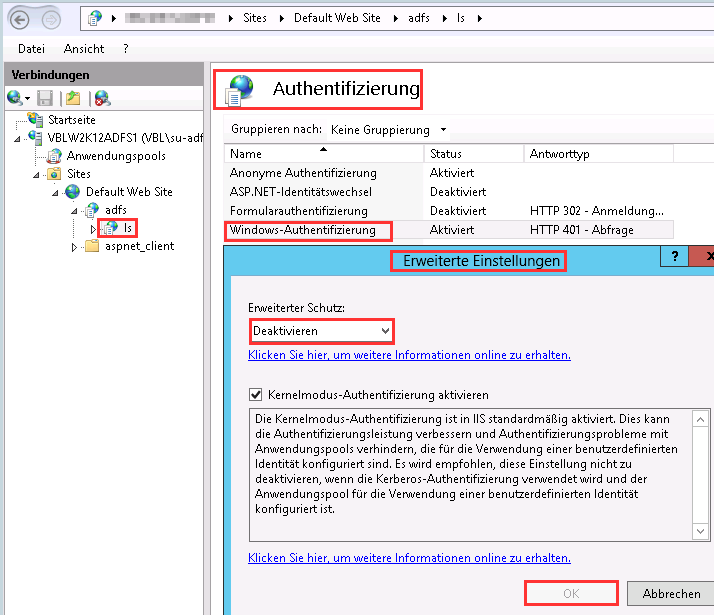 Sites Default Web Site adfs ls
Datei Ansicht ?
Verbindungen
Startseite
VBLW2K12ADFS1 (VBL\su-adf
Anwendungspools
Sites
Default Web Site
adfs
ls
aspnet_client
Authentifizierung
Gruppieren nach: Keine Gruppierung
Name Status Antworttyp
Anonyme Authentifizierung Aktiviert
ASP.NET-Identitätswechsel Deaktiviert
Formularauthentifizierung Deaktiviert HTTP 302 - Anmeldung...
Windows-Authentifizierung Aktiviert HTTP 401 - Abfrage
Erweiterte Einstellungen ? X
Erweiterter Schutz:
Deaktivieren
Klicken Sie hier, um weitere Informationen online zu erhalten.
Kernelmodus-Authentifizierung aktivieren
Die Kernelmodus-Authentifizierung ist in IIS standardmäßig aktiviert. Dies kann
die Authentifizierungsleistung verbessern und Authentifizierungsprobleme mit
Anwendungspools verhindern, die für die Verwendung einer benutzerdefinierten
Identität konfiguriert sind. Es wird empfohlen, diese Einstellung nicht zu
deaktivieren, wenn die Kerberos-Authentifizierung verwendet wird und der
Anwendungspool für die Verwendung einer benutzerdefinierten Identität
konfiguriert ist.
Klicken Sie hier, um weitere Informationen online zu erhalten.
OK Abbrechen